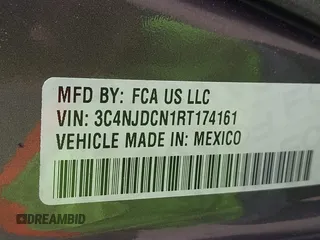 MFD BY: FCA US LLC
VIN: 3C4NJDCN1RT174161
VEHICLE MADE IN: MEXICO
DREAMBID